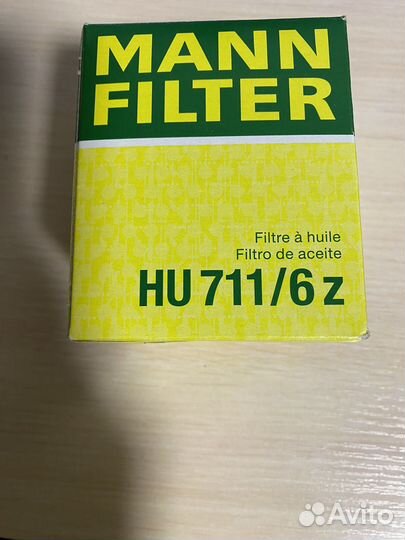 MANN
FILTER
Filtre à huile
Filtro de aceite
HU 711/6 z
Avito